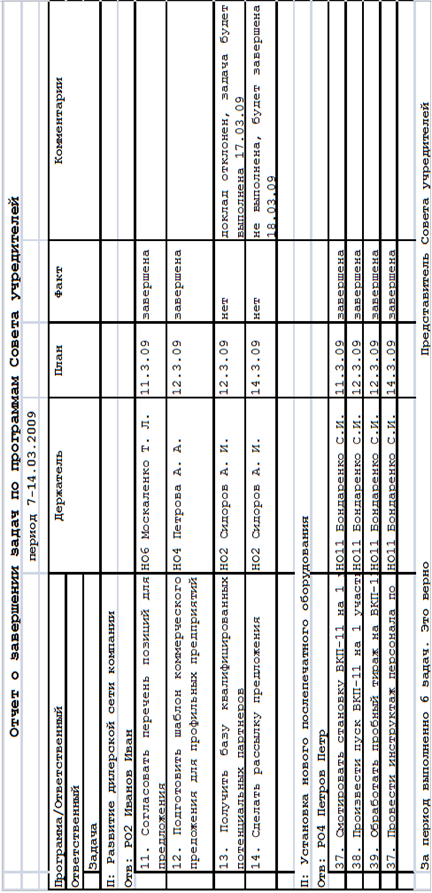 Отчет о завершении задач по программам Совета учредителей
период 7-14.03.2009
Программа/Ответственный Держатель План Факт Комментарии
Ответственный
Задача
П: Развитие дилерской сети компании
Отв: РО2 Иванов Иван
11. Согласовать перечень позиций для НО6 Москаленко Т. Л. 11.3.09 завершена
предложения
12. Подготовить шаблон коммерческого НО4 Петрова А. А. 12.3.09 завершена
предложения для профильных предприятий
13. Получить базу квалифицированных НО2 Сидоров А. И. 12.3.09 нет доклад отклонен, задача будет
потенциальных партнеров выполнена 17.03.09
14. Сделать рассылку предложения НО2 Сидоров А. И. 14.3.09 нет не выполнена, будет завершена
18.03.09
П: Установка нового послепечатного оборудования
Отв: РО4 Петров Петр
37. Смотировать становку ВКП-11 на 1 НО11 Бондаренко С.И. 11.3.09 завершена
38. Произвести пуск ВКП-11 на 1 участ НО11 Бондаренко С.И. 12.3.09 завершена
39. Обработать пробный тираж на ВКП-11 НО11 Бондаренко С.И. 12.3.09 завершена
37. Провести инструктаж персонала по НО11 Бондаренко С.И. 14.3.09 завершена
За период выполненно 6 задач. Это верно Представитель Совета учредителей